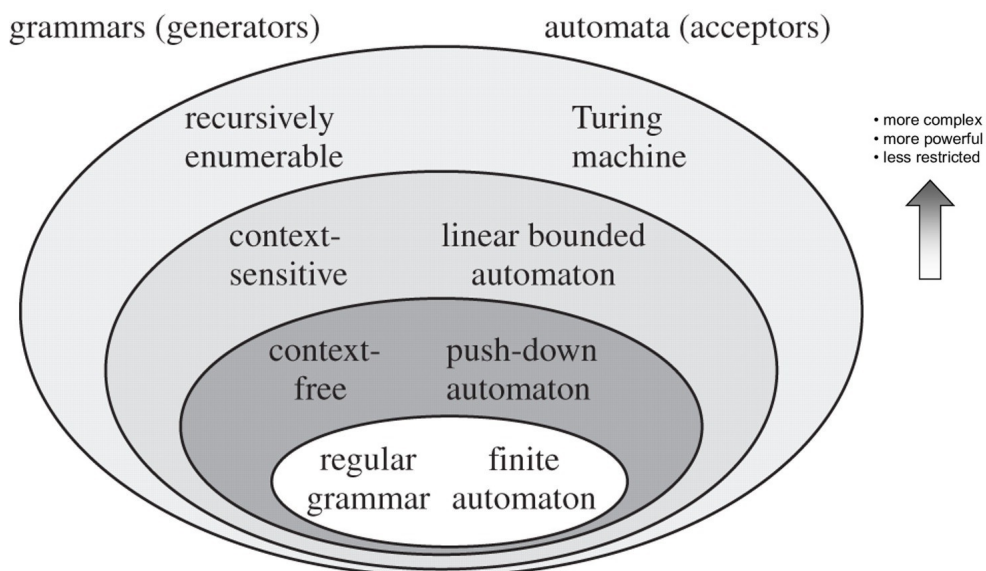 grammars (generators) automata (acceptors)
recursively
enumerable
Turing
machine
• more complex
• more powerful
• less restricted
context-
sensitive
linear bounded
automaton
context-
free
push-down
automaton
regular
grammar
finite
automaton